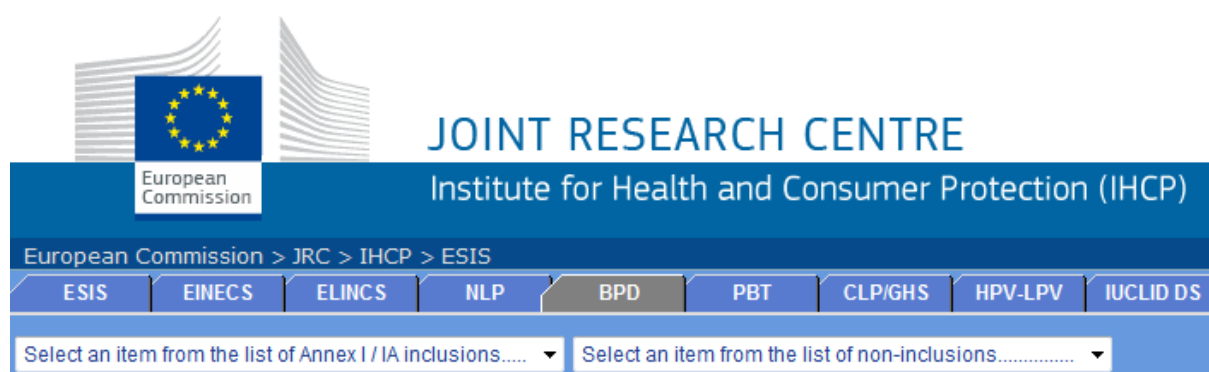 JOINT RESEARCH CENTRE
European
Commission
Institute for Health and Consumer Protection (IHCP)
European Commission > JRC > IHCP > ESIS
ESIS EINECS ELINCS NLP BPD PBT CLP/GHS HPV-LPV IUCLID DS
Select an item from the list of Annex I / IA inclusions..... Select an item from the list of non-inclusions...............